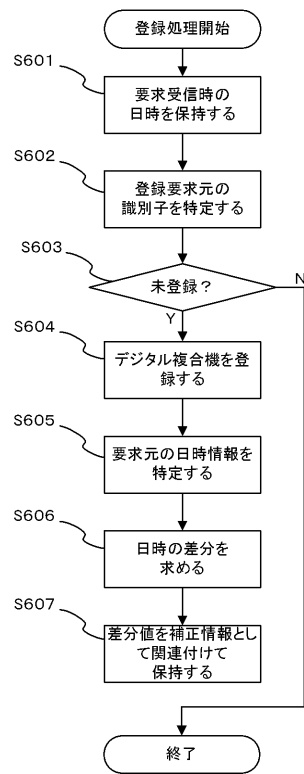 登録処理開始
S601
要求受信時の
日時を保持する
S602
登録要求元の
識別子を特定する
S603
未登録？
N
Y
S604
デジタル複合機を登
録する
S605
要求元の日時情報を
特定する
S606
日時の差分を
求める
S607
差分値を補正情報とし
て関連付けて
保持する
終了